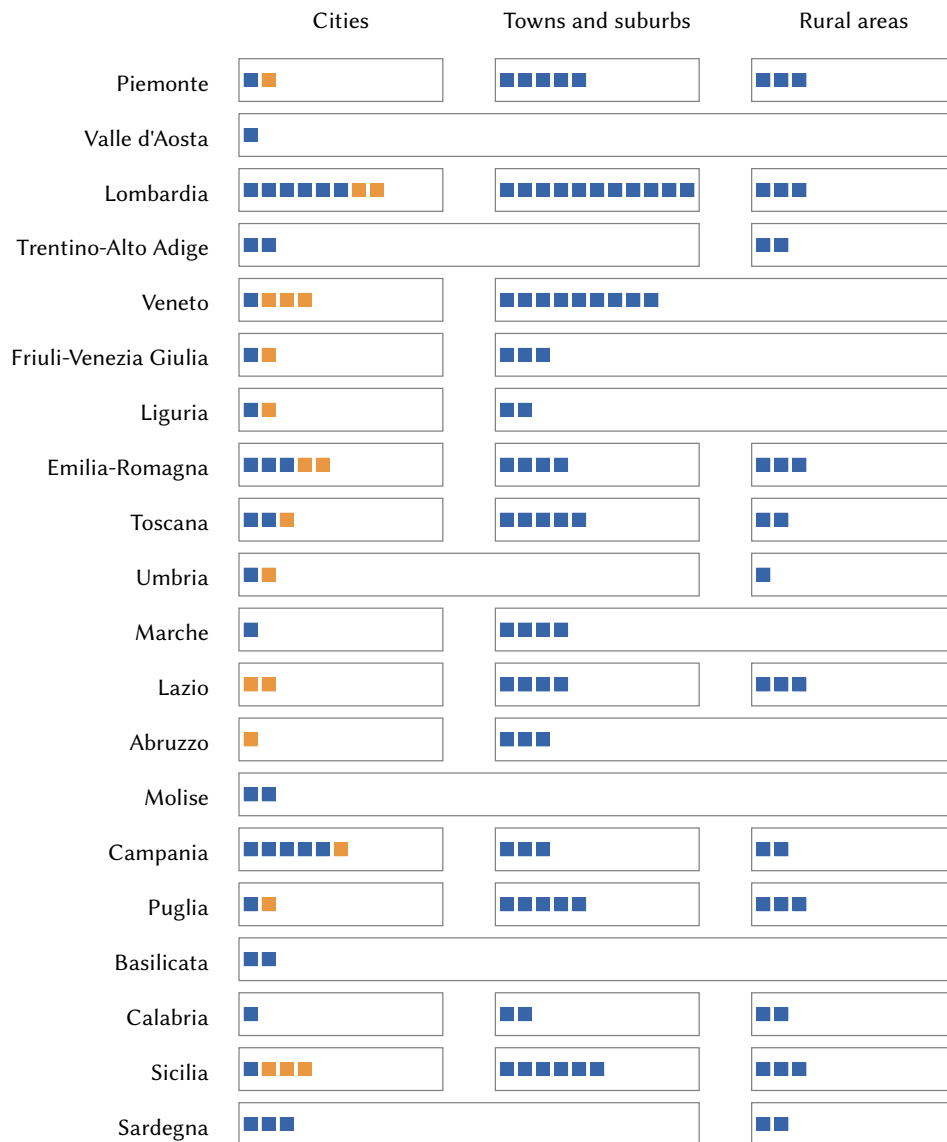 Cities Towns and suburbs Rural areas
Piemonte
Valle d'Aosta
Lombardia
Trentino-Alto Adige
Veneto
Friuli-Venezia Giulia
Liguria
Emilia-Romagna
Toscana
Umbria
Marche
Lazio
Abruzzo
Molise
Campania
Puglia
Basilicata
Calabria
Sicilia
Sardegna